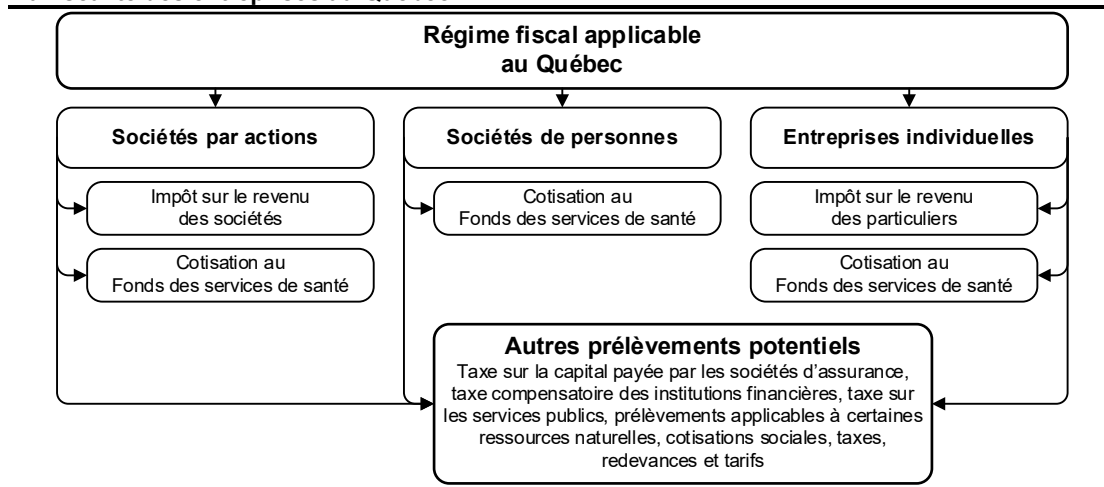 Régime fiscal applicable
au Québec
Sociétés par actions
Sociétés de personnes
Entreprises individuelles
Impôt sur le revenu
des sociétés
Cotisation au
Fonds des services de santé
Impôt sur le revenu
des particuliers
Cotisation au
Fonds des services de santé
Cotisation au
Fonds des services de santé
Autres prélèvements potentiels
Taxe sur la capital payée par les sociétés d’assurance,
taxe compensatoire des institutions financières, taxe sur
les services publics, prélèvements applicables à certaines
ressources naturelles, cotisations sociales, taxes,
redevances et tarifs